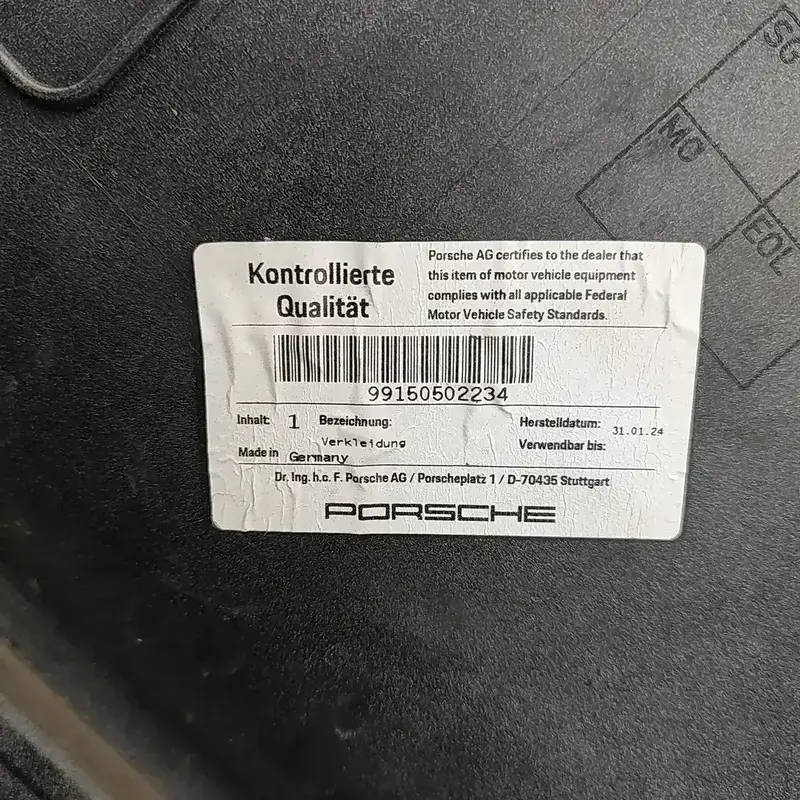 SG
MO
EOL
Kontrollierte
Qualität
Porsche AG certifies to the dealer that
this item of motor vehicle equipment
complies with all applicable Federal
Motor Vehicle Safety Standards.
99150502234
Inhalt: 1 Bezeichnung: Herstelldatum: 31.01.24
Verkleidung Verwendbar bis:
Made in Germany
Dr. Ing. h.c. F. Porsche AG / Porscheplatz 1 / D-70435 Stuttgart
PORSCHE